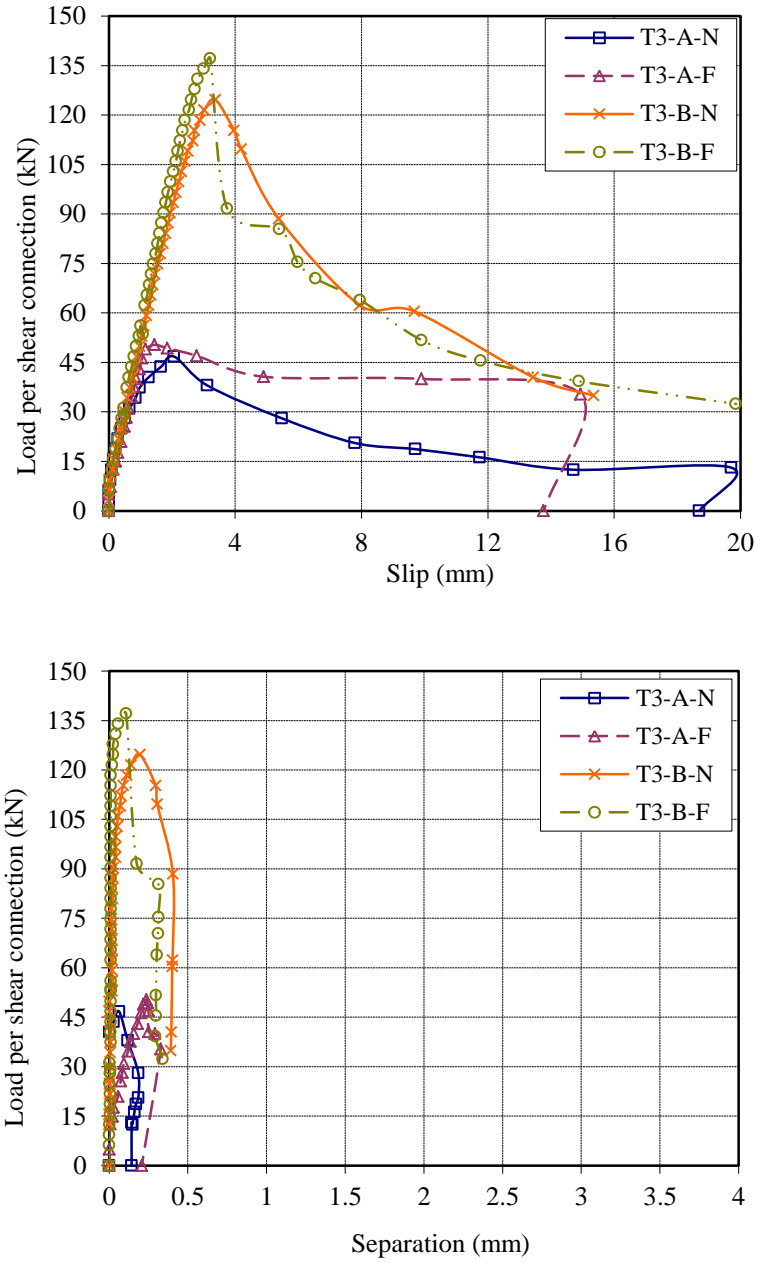 150
135
120
105
90
75
60
45
30
15
0
Load per shear connection (kN)
T3-A-N
T3-A-F
T3-B-N
T3-B-F
0 4 8 12 16 20
Slip (mm)
150
135
120
105
90
75
60
45
30
15
0
Load per shear connection (kN)
T3-A-N
T3-A-F
T3-B-N
T3-B-F
0 0.5 1 1.5 2 2.5 3 3.5 4
Separation (mm)